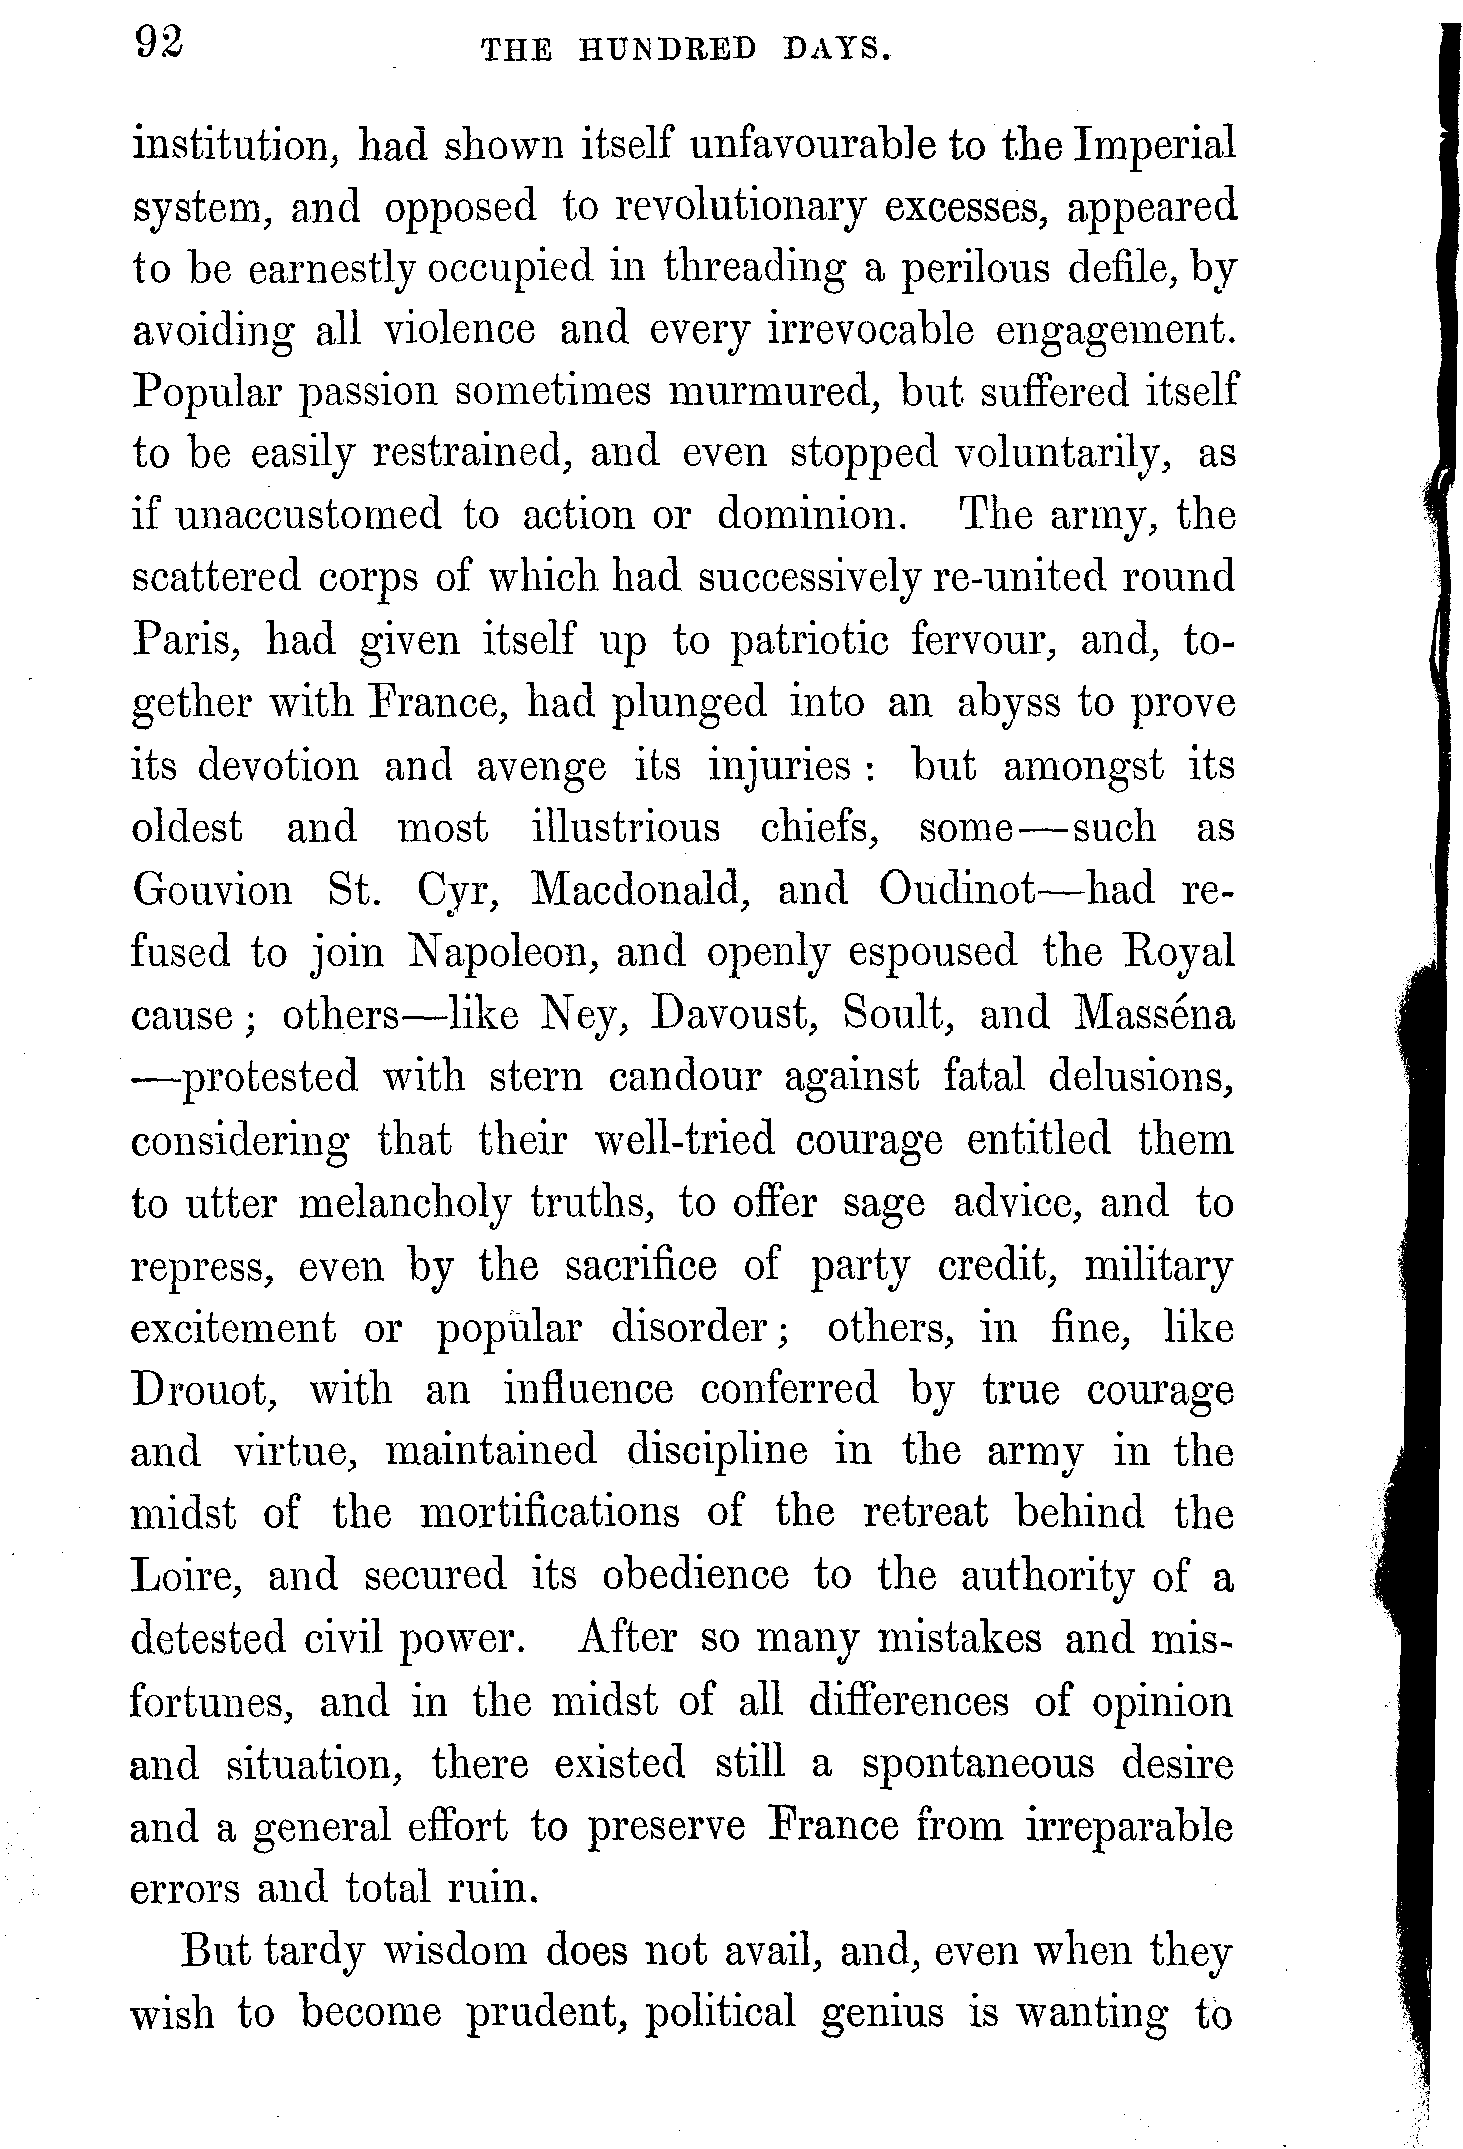 92
THE HUNDRED DAYS.
institution, had shown itself unfavourable to the Imperial
system, and opposed to revolutionary excesses, appeared
to be earnestly occupied in threading a perilous defile, by
avoiding all violence and every irrevocable engagement.
Popular passion sometimes murmured, but suffered itself
to be easily restrained, and even stopped voluntarily, as
if unaccustomed to action or dominion. The army, the
scattered corps of which had successively re-united round
Paris, had given itself up to patriotic fervour, and, to-
gether with France, had plunged into an abyss to prove
its devotion and avenge its injuries : but amongst its
oldest and most illustrious chiefs, some—such as
Gouvion St. Cyr, Macdonald, and Oudinot—had re-
fused to join Napoleon, and openly espoused the Royal
cause ; others—like Ney, Davoust, Soult, and Masséna
—protested with stern candour against fatal delusions,
considering that their well-tried courage entitled them
to utter melancholy truths, to offer sage advice, and to
repress, even by the sacrifice of party credit, military
excitement or popular disorder ; others, in fine, like
Drouot, with an influence conferred by true courage
and virtue, maintained discipline in the army in the
midst of the mortifications of the retreat behind the
Loire, and secured its obedience to the authority of a
detested civil power. After so many mistakes and mis-
fortunes, and in the midst of all differences of opinion
and situation, there existed still a spontaneous desire
and a general effort to preserve France from irreparable
errors and total ruin.
But tardy wisdom does not avail, and, even when they
wish to become prudent, political genius is wanting to